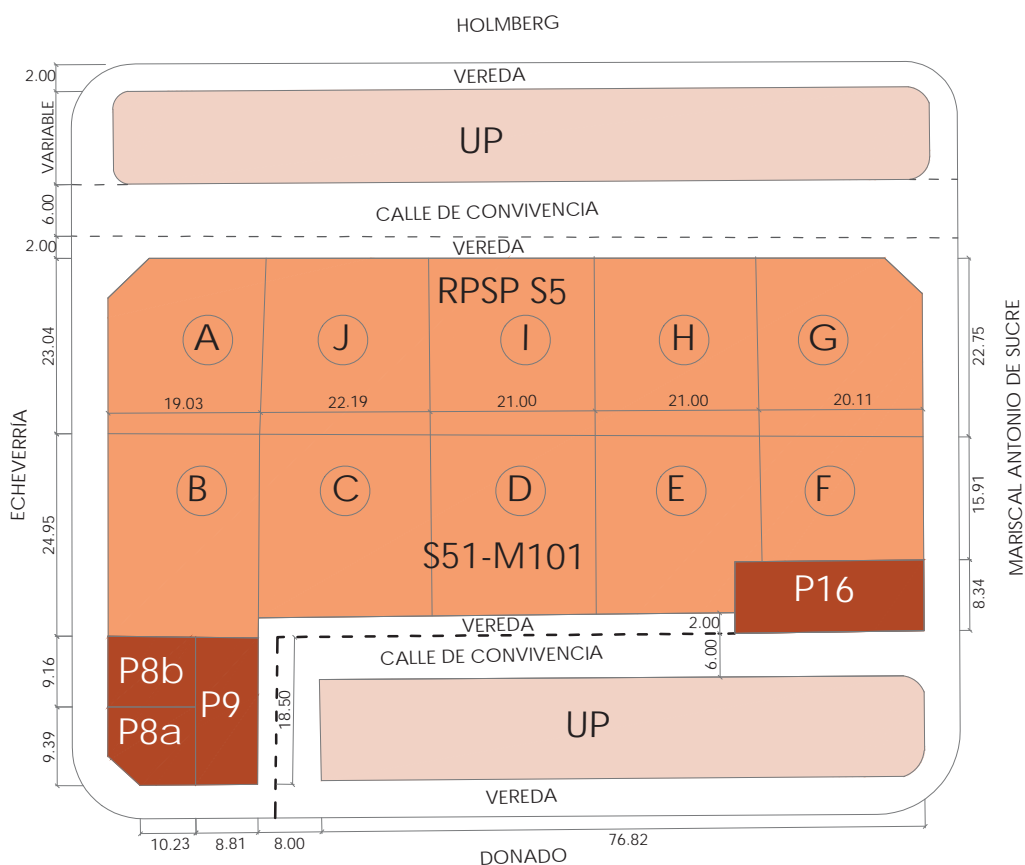 HOLMBERG
2.00
VEREDA
VARIABLE
UP
6.00
CALLE DE CONVIVENCIA
2.00
VEREDA
RPSP S5
A
J
I
H
G
23.04
22.75
19.03
22.19
21.00
21.00
20.11
ECHEVERRÍA
MARISCAL ANTONIO DE SUCRE
B
C
D
E
F
24.95
15.91
S51-M101
P16
8.34
VEREDA
2.00
CALLE DE CONVIVENCIA
6.00
P8b
9.16
P9
18.50
P8a
9.39
UP
VEREDA
10.23
8.81
8.00
76.82
DONADO